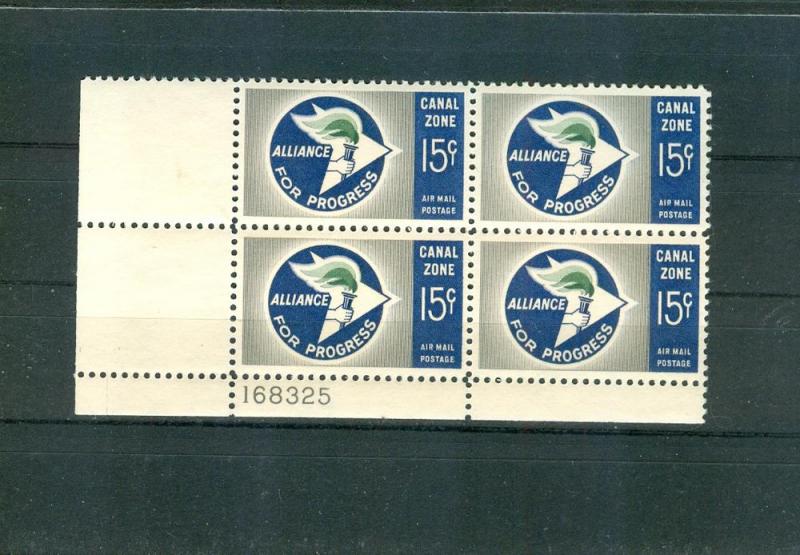 ALLIANCE
FOR PROGRESS
CANAL
ZONE
15¢
AIR MAIL
POSTAGE
ALLIANCE
FOR PROGRESS
CANAL
ZONE
15¢
AIR MAIL
POSTAGE
ALLIANCE
FOR PROGRESS
CANAL
ZONE
15¢
AIR MAIL
POSTAGE
ALLIANCE
FOR PROGRESS
CANAL
ZONE
15¢
AIR MAIL
POSTAGE
168325